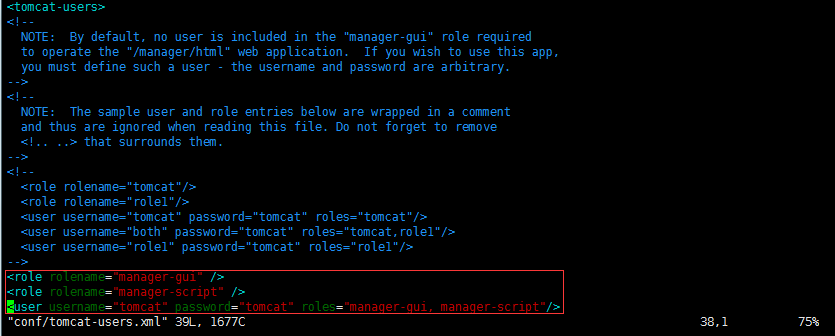 <tomcat-users>
<!--
  NOTE:  By default, no user is included in the "manager-gui" role required
  to operate the "/manager/html" web application.  If you wish to use this app,
  you must define such a user - the username and password are arbitrary.
-->
<!--
  NOTE:  The sample user and role entries below are wrapped in a comment
  and thus are ignored when reading this file. Do not forget to remove
  <!.. ..> that surrounds them.
-->
<!--
  <role rolename="tomcat"/>
  <role rolename="role1"/>
  <user username="tomcat" password="tomcat" roles="tomcat"/>
  <user username="both" password="tomcat" roles="tomcat,role1"/>
  <user username="role1" password="tomcat" roles="role1"/>
-->
<role rolename="manager-gui" />
<role rolename="manager-script" />
<user username="tomcat" password="tomcat" roles="manager-gui, manager-script"/>
"conf/tomcat-users.xml" 39L, 1677C 38,1 75%